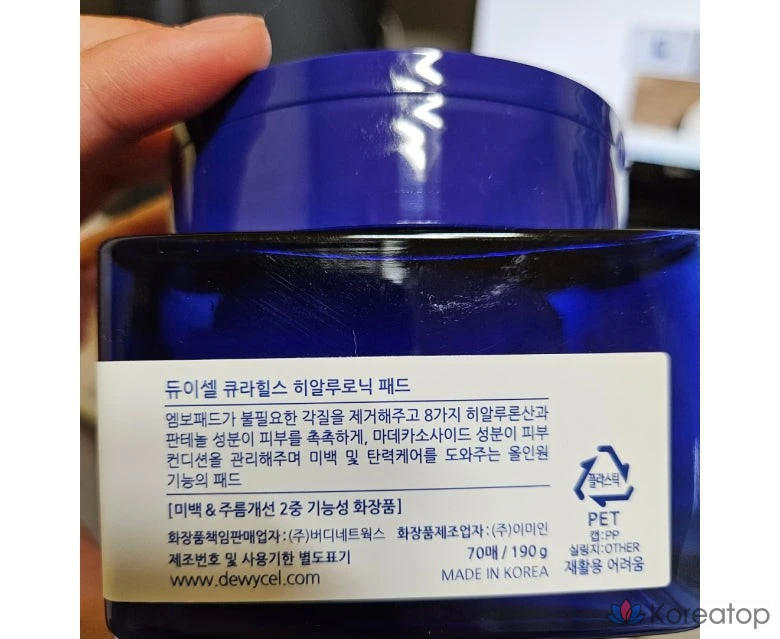 듀이셀 큐라힐스 히알루로닉 패드
엠보패드가 불필요한 각질을 제거해주고 8가지 히알루론산과
판테놀 성분이 피부를 촉촉하게, 마데카소사이드 성분이 피부
컨디션을 관리해주며 미백 및 탄력케어를 도와주는 올인원
기능의 패드
[미백 & 주름개선 2중 기능성 화장품]
화장품책임판매업자:(주)버디네트웍스 화장품제조업자:(주)이미인
제조번호 및 사용기한 별도표기 70매 / 190 g
www.dewycel.com MADE IN KOREA
플라스틱
PET
캡:PP
실링지:OTHER
재활용 어려움
Koreatop